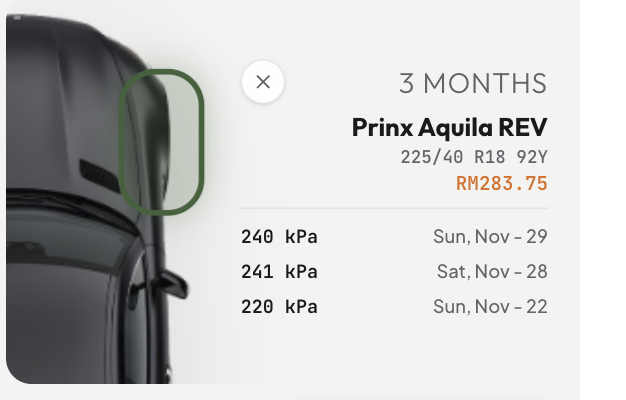 3 MONTHS
Prinx Aquila REV
225/40 R18 92Y
RM283.75
240 kPa Sun, Nov - 29
241 kPa Sat, Nov - 28
220 kPa Sun, Nov - 22